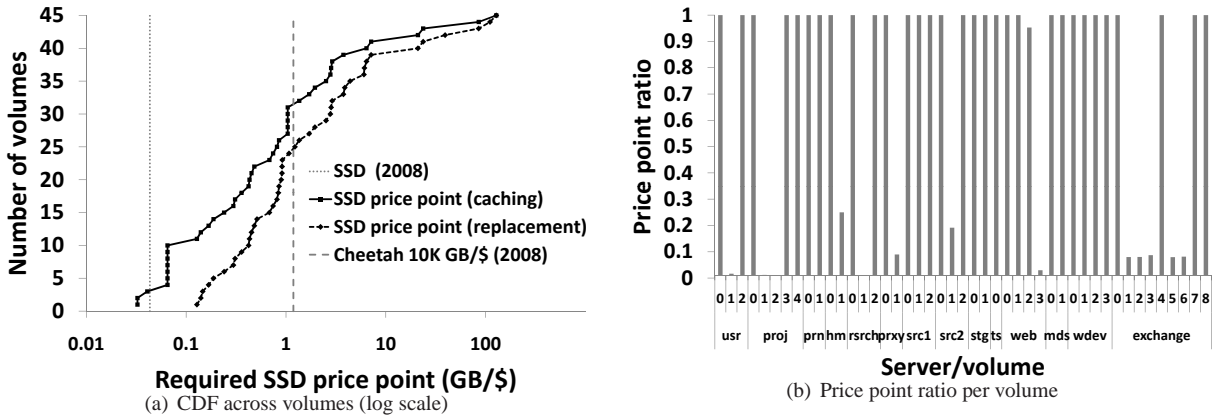 45
40
35
30
25
20
15
10
5
0
Number of volumes
SSD (2008)
SSD price point (caching)
SSD price point (replacement)
Cheetah 10K GB/$ (2008)
0.01 0.1 1 10 100
Required SSD price point (GB/$)
(a) CDF across volumes (log scale)
1
0.9
0.8
0.7
0.6
0.5
0.4
0.3
0.2
0.1
0
Price point ratio
0 1 2 0 1 2 3 4 0 1 0 1 0 1 2 0 1 0 1 2 0 1 2 0 1 0 0 1 2 3 0 1 0 1 2 3 0 1 2 3 4 5 6 7 8
usr proj prn hm rsrch prxy src1 src2 stg ts web mds wdev exchange
Server/volume
(b) Price point ratio per volume